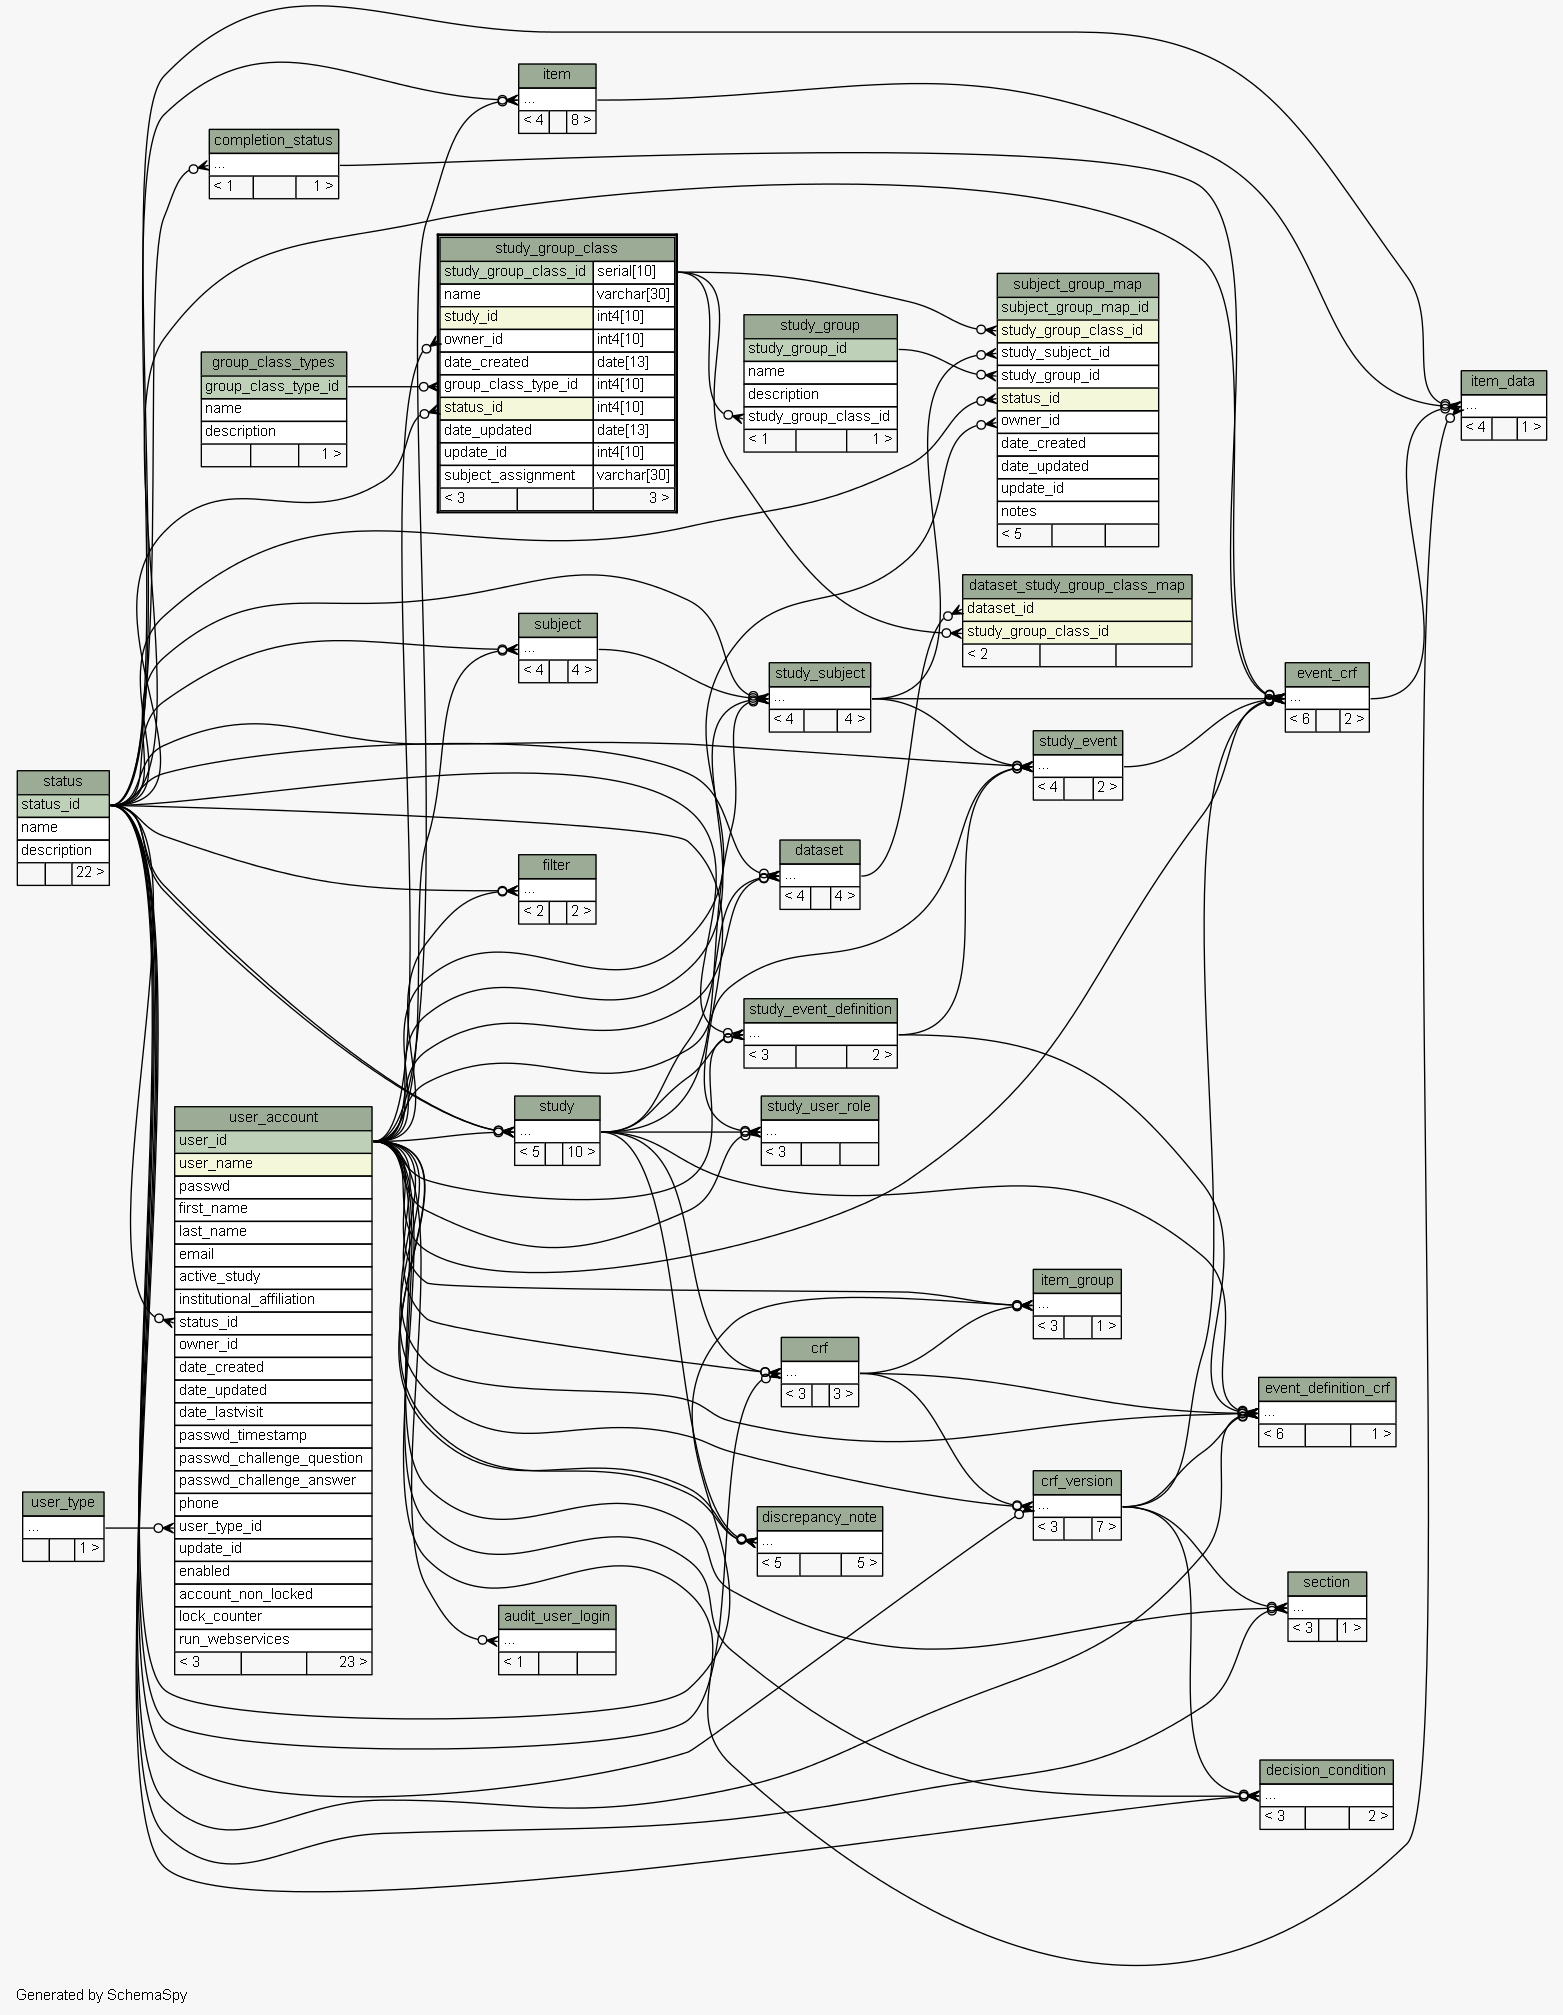 item
...
< 4 8 >
completion_status
...
< 1 1 >
study_group_class
study_group_class_id serial[10]
name varchar[30]
study_id int4[10]
owner_id int4[10]
date_created date[13]
group_class_type_id int4[10]
status_id int4[10]
date_updated date[13]
update_id int4[10]
subject_assignment varchar[30]
< 3 3 >
group_class_types
group_class_type_id
name
description
1 >
study_group
study_group_id
name
description
study_group_class_id
< 1 1 >
subject_group_map
subject_group_map_id
study_group_class_id
study_subject_id
study_group_id
status_id
owner_id
date_created
date_updated
update_id
notes
< 5
item_data
...
< 4 1 >
dataset_study_group_class_map
dataset_id
study_group_class_id
< 2
subject
...
< 4 4 >
study_subject
...
< 4 4 >
event_crf
...
< 6 2 >
study_event
...
< 4 2 >
status
status_id
name
description
22 >
filter
...
< 2 2 >
dataset
...
< 4 4 >
study_event_definition
...
< 3 2 >
study
...
< 5 10 >
study_user_role
...
< 3
user_account
user_id
user_name
passwd
first_name
last_name
email
active_study
institutional_affiliation
status_id
owner_id
date_created
date_updated
date_lastvisit
passwd_timestamp
passwd_challenge_question
passwd_challenge_answer
phone
user_type_id
update_id
enabled
account_non_locked
lock_counter
run_webservices
< 3 23 >
item_group
...
< 3 1 >
crf
...
< 3 3 >
event_definition_crf
...
< 6 1 >
crf_version
...
< 3 7 >
user_type
...
1 >
discrepancy_note
...
< 5 5 >
section
...
< 3 1 >
audit_user_login
...
< 1
decision_condition
...
< 3 2 >
Generated by SchemaSpy